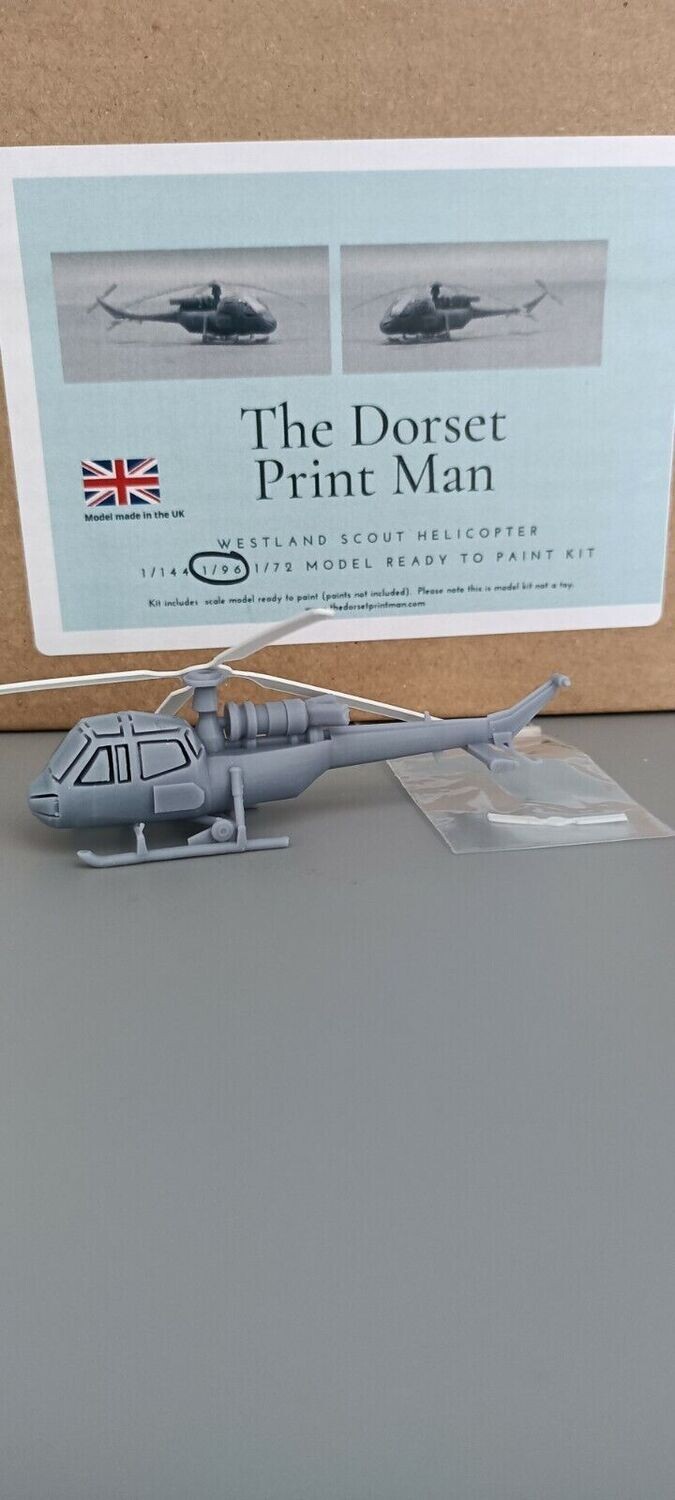 The Dorset
Print Man
Model made in the UK
WESTLAND SCOUT HELICOPTER
1/144 1/96 1/72 MODEL READY TO PAINT KIT
Kit includes scale model ready to paint (paints not included). Please note this is model kit not a toy.
thedorsetprintman.com